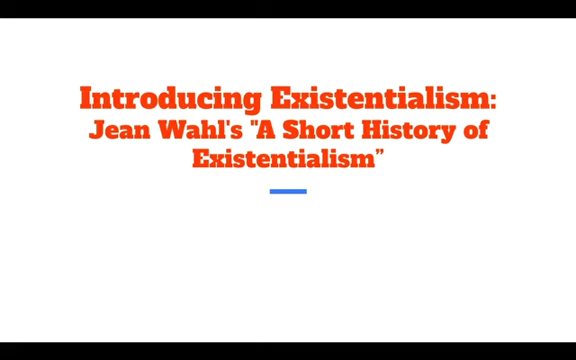 Introducing Existentialism:
Jean Wahl's "A Short History of
Existentialism”